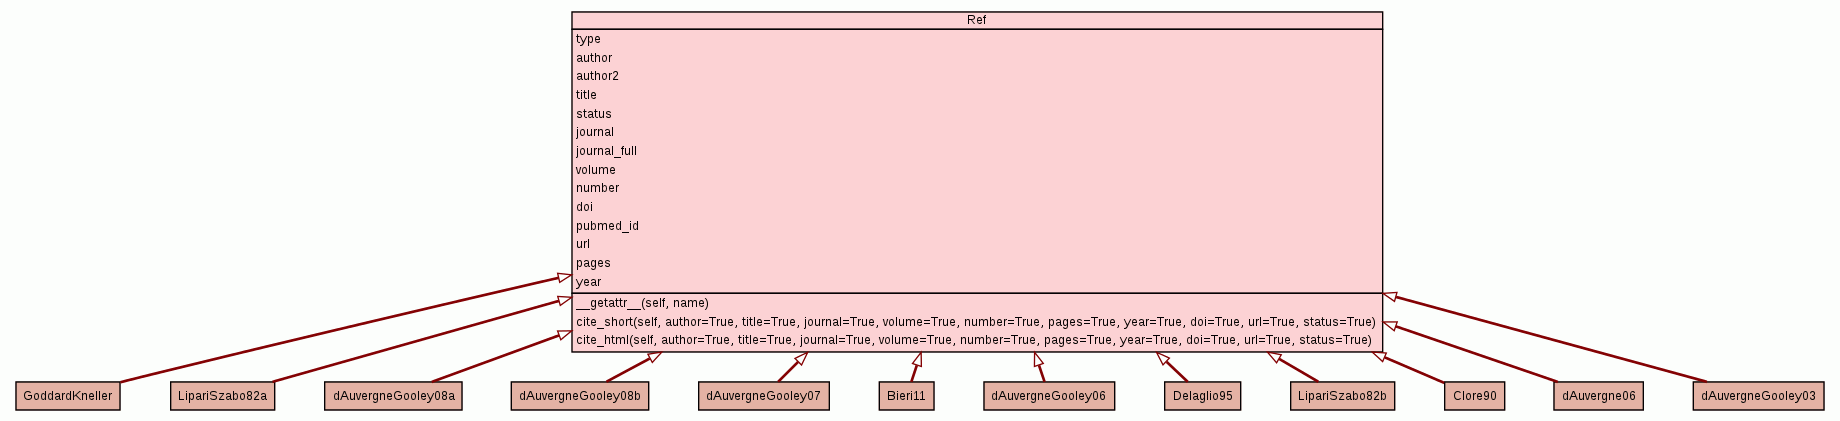 Ref
type
author
author2
title
status
journal
journal_full
volume
number
doi
pubmed_id
url
pages
year
__getattr__(self, name)
cite_short(self, author=True, title=True, journal=True, volume=True, number=True, pages=True, year=True, doi=True, url=True, status=True)
cite_html(self, author=True, title=True, journal=True, volume=True, number=True, pages=True, year=True, doi=True, url=True, status=True)
GoddardKneller LipariSzabo82a dAuvergneGooley08a dAuvergneGooley08b dAuvergneGooley07 Bieri11 dAuvergneGooley06 Delaglio95 LipariSzabo82b Clore90 dAuvergne06 dAuvergneGooley03